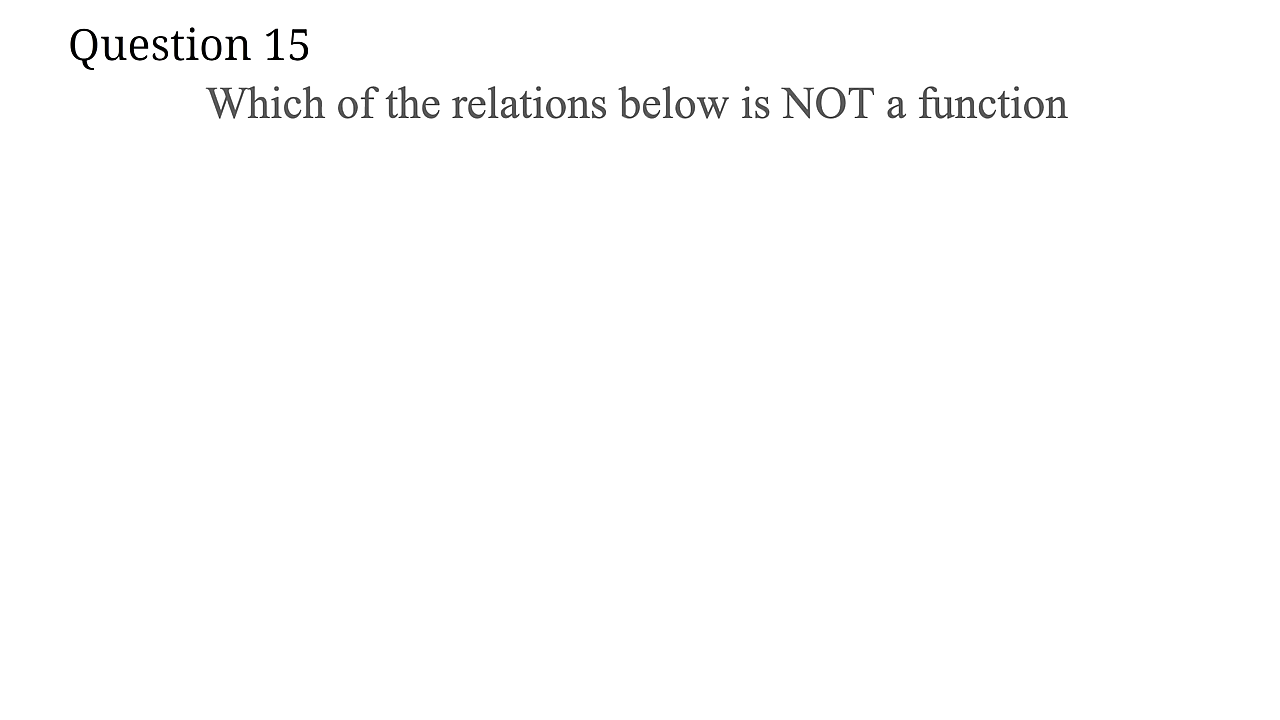 Question 15
Which of the relations below is NOT a function